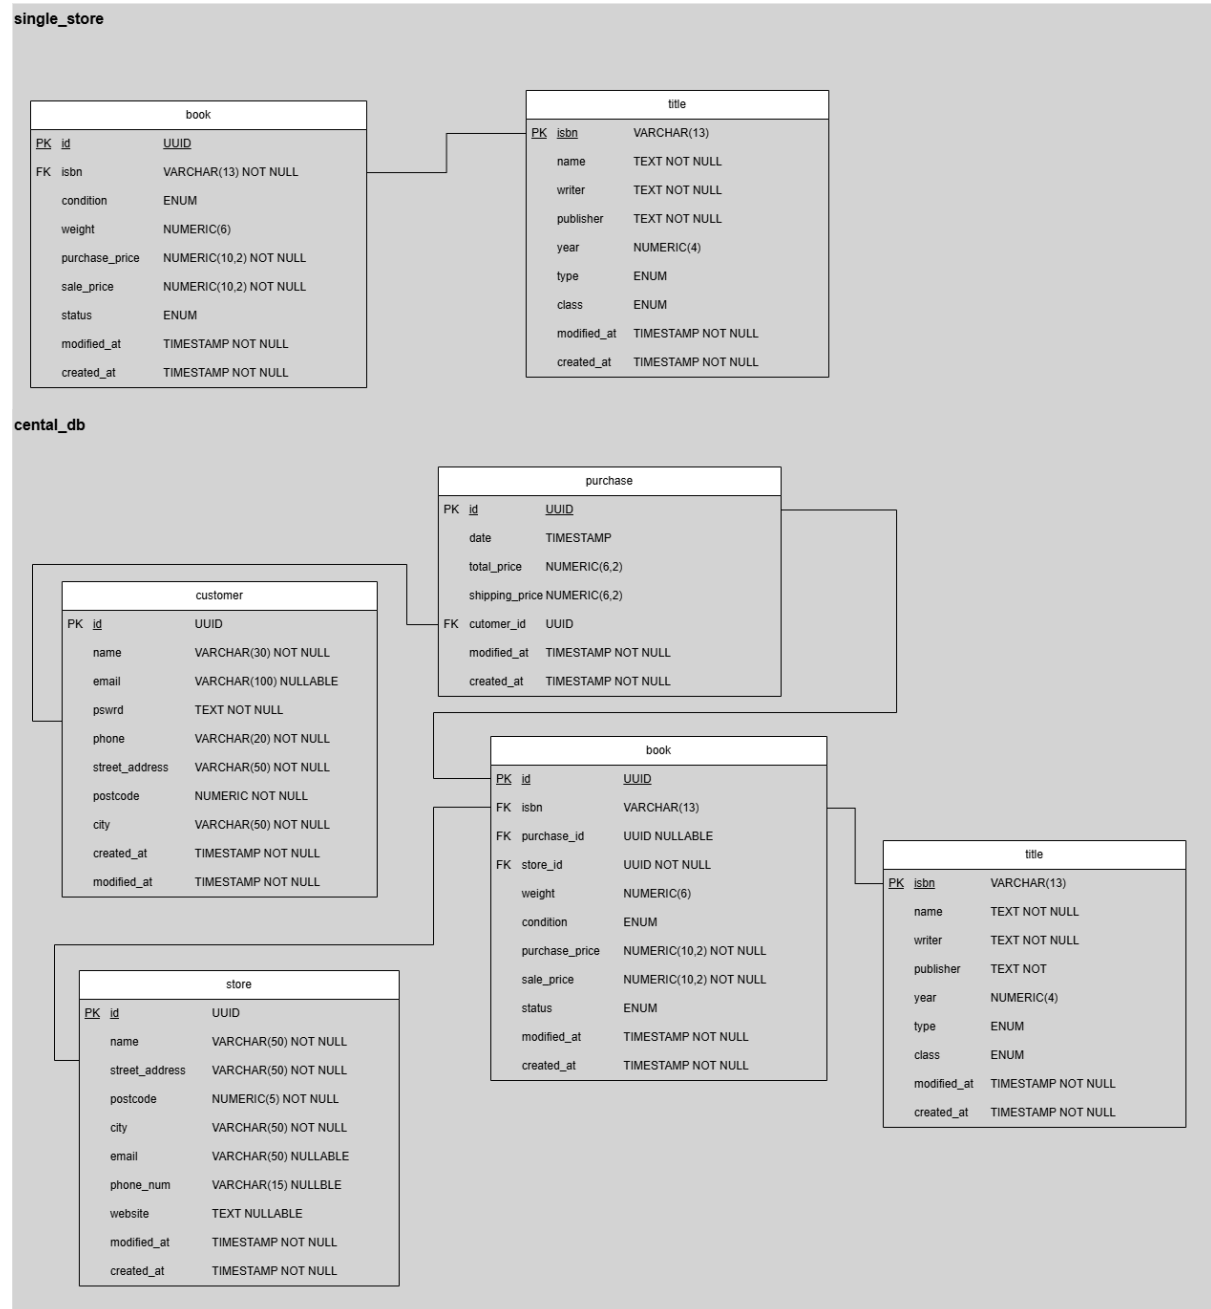 single_store
book
PK id UUID
FK isbn VARCHAR(13) NOT NULL
condition ENUM
weight NUMERIC(6)
purchase_price NUMERIC(10,2) NOT NULL
sale_price NUMERIC(10,2) NOT NULL
status ENUM
modified_at TIMESTAMP NOT NULL
created_at TIMESTAMP NOT NULL
title
PK isbn VARCHAR(13)
name TEXT NOT NULL
writer TEXT NOT NULL
publisher TEXT NOT NULL
year NUMERIC(4)
type ENUM
class ENUM
modified_at TIMESTAMP NOT NULL
created_at TIMESTAMP NOT NULL
cental_db
purchase
PK id UUID
date TIMESTAMP
total_price NUMERIC(6,2)
shipping_price NUMERIC(6,2)
FK cutomer_id UUID
modified_at TIMESTAMP NOT NULL
created_at TIMESTAMP NOT NULL
customer
PK id UUID
name VARCHAR(30) NOT NULL
email VARCHAR(100) NULLABLE
pswrd TEXT NOT NULL
phone VARCHAR(20) NOT NULL
street_address VARCHAR(50) NOT NULL
postcode NUMERIC NOT NULL
city VARCHAR(50) NOT NULL
created_at TIMESTAMP NOT NULL
modified_at TIMESTAMP NOT NULL
book
PK id UUID
FK isbn VARCHAR(13)
FK purchase_id UUID NULLABLE
FK store_id UUID NOT NULL
weight NUMERIC(6)
condition ENUM
purchase_price NUMERIC(10,2) NOT NULL
sale_price NUMERIC(10,2) NOT NULL
status ENUM
modified_at TIMESTAMP NOT NULL
created_at TIMESTAMP NOT NULL
title
PK isbn VARCHAR(13)
name TEXT NOT NULL
writer TEXT NOT NULL
publisher TEXT NOT
year NUMERIC(4)
type ENUM
class ENUM
modified_at TIMESTAMP NOT NULL
created_at TIMESTAMP NOT NULL
store
PK id UUID
name VARCHAR(50) NOT NULL
street_address VARCHAR(50) NOT NULL
postcode NUMERIC(5) NOT NULL
city VARCHAR(50) NOT NULL
email VARCHAR(50) NULLABLE
phone_num VARCHAR(15) NULLBLE
website TEXT NULLABLE
modified_at TIMESTAMP NOT NULL
created_at TIMESTAMP NOT NULL